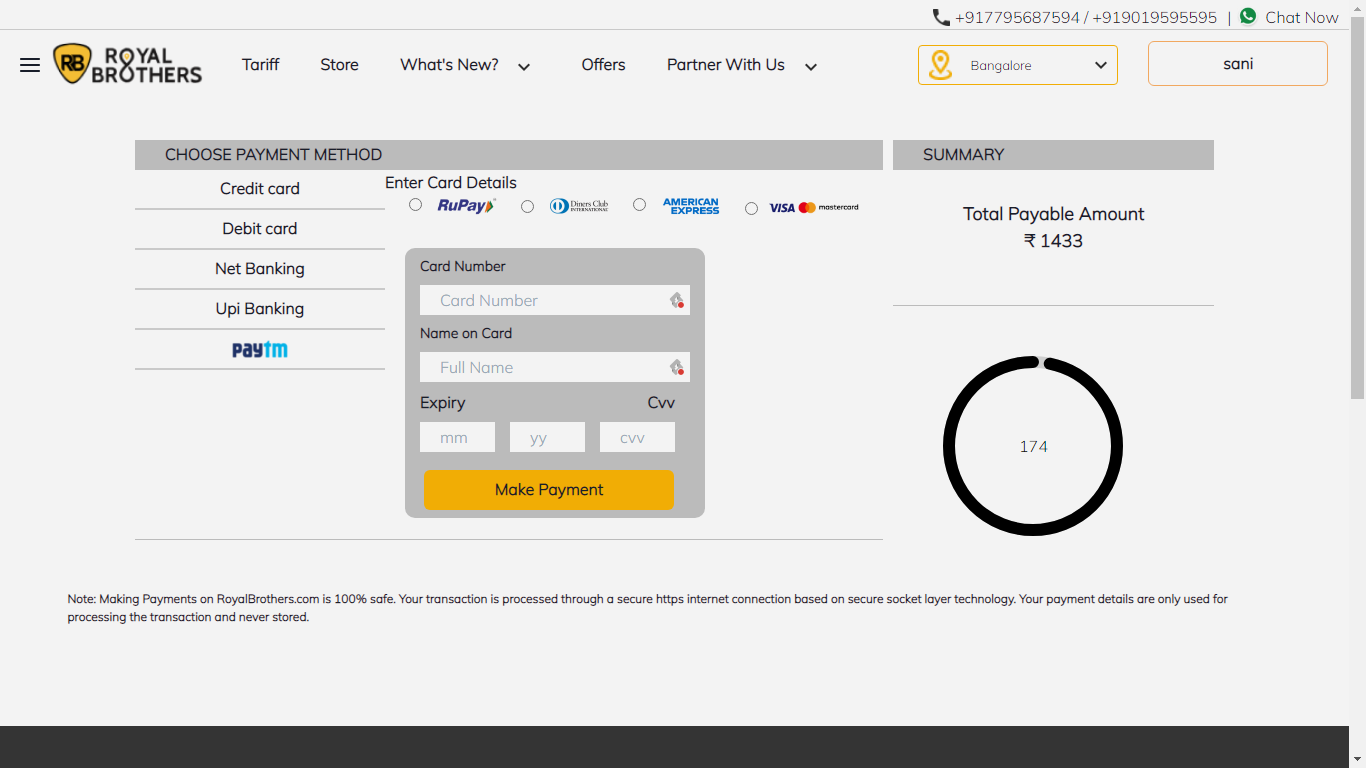 +917795687594 / +919019595595 | Chat Now
RB ROYAL BROTHERS
Tariff Store What's New? Offers Partner With Us
Bangalore
sani
CHOOSE PAYMENT METHOD
Credit card
Debit card
Net Banking
Upi Banking
paytm
Enter Card Details
RuPay
Diners Club INTERNATIONAL
AMERICAN EXPRESS
VISA mastercard
Card Number
Card Number
Name on Card
Full Name
Expiry Cvv
mm yy cvv
Make Payment
SUMMARY
Total Payable Amount
₹ 1433
174
Note: Making Payments on RoyalBrothers.com is 100% safe. Your transaction is processed through a secure https internet connection based on secure socket layer technology. Your payment details are only used for
processing the transaction and never stored.